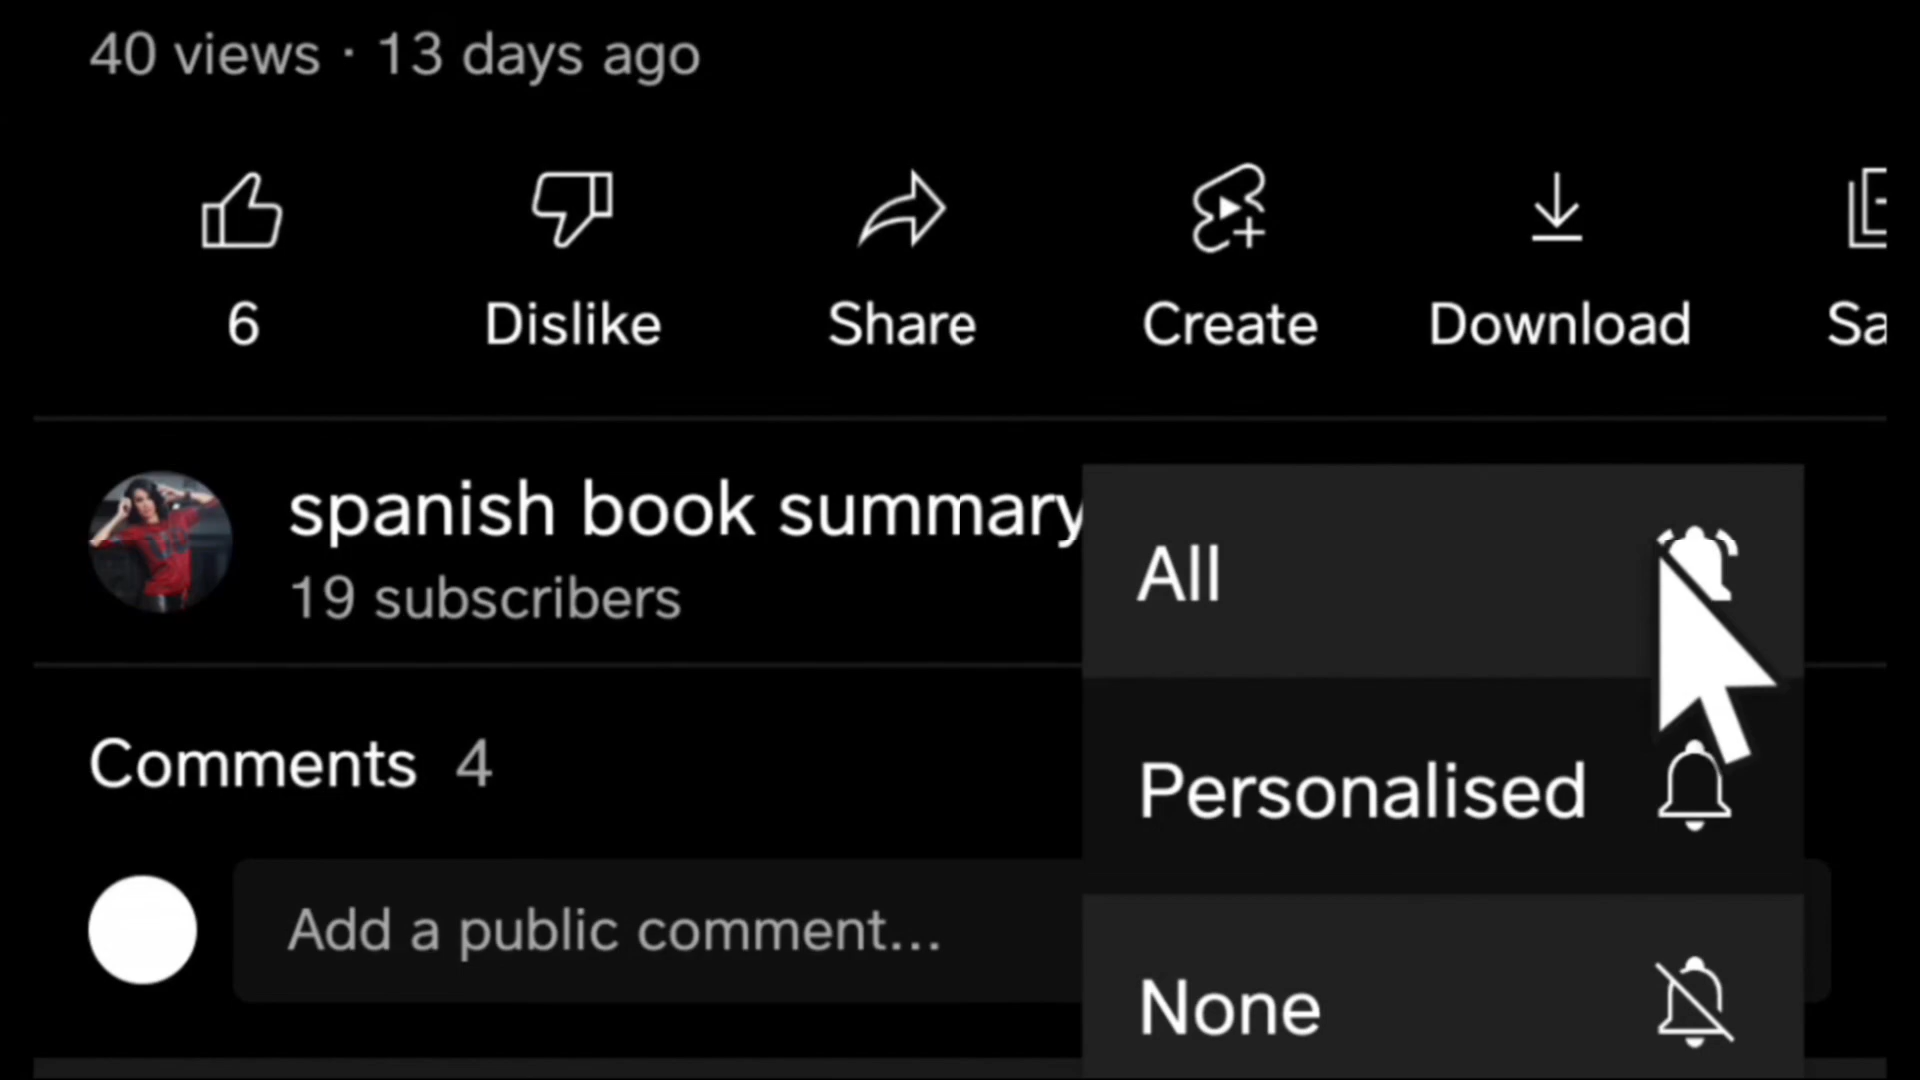 40 views · 13 days ago
6 Dislike Share Create Download Sa
spanish book summary
19 subscribers
All
Comments 4
Personalised
Add a public comment...
None